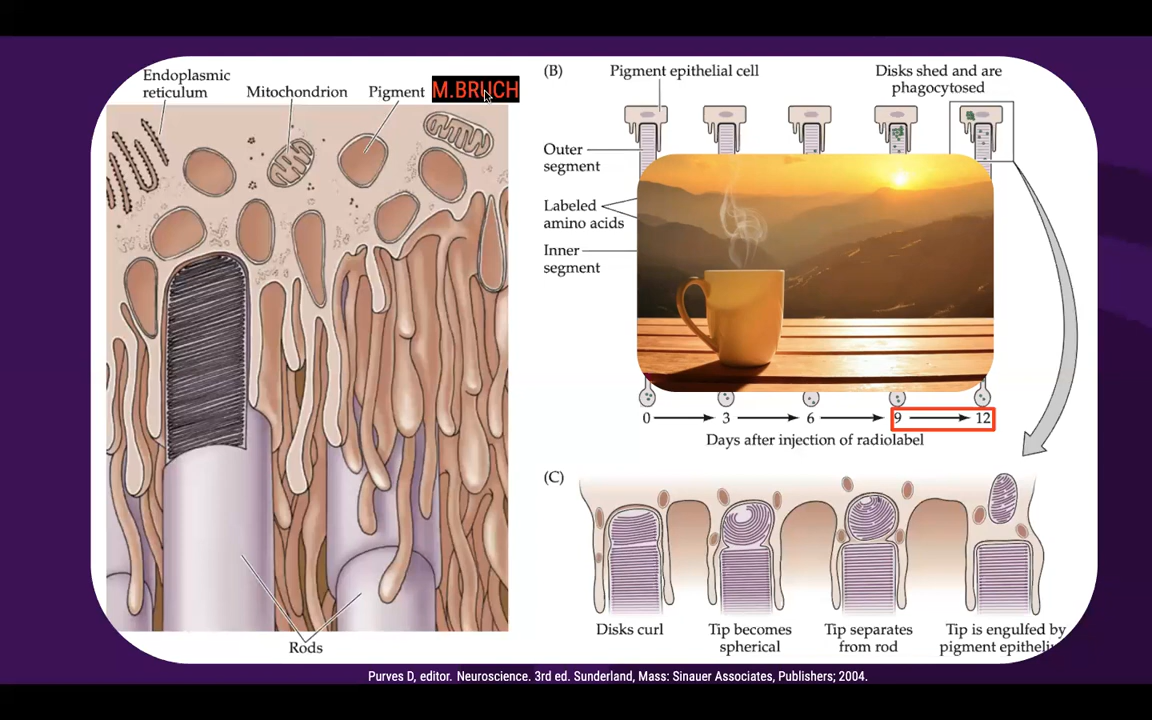 Endoplasmic
reticulum
Mitochondrion
Pigment
M.BRUCH
Rods
(B)
Pigment epithelial cell
Disks shed and are
phagocytosed
Outer
segment
Labeled
amino acids
Inner
segment
0
3
6
9
12
Days after injection of radiolabel
(C)
Disks curl
Tip becomes
spherical
Tip separates
from rod
Tip is engulfed by
pigment
Purves D, editor. Neuroscience. 3rd ed. Sunderland, Mass: Sinauer Associates, Publishers; 2004.